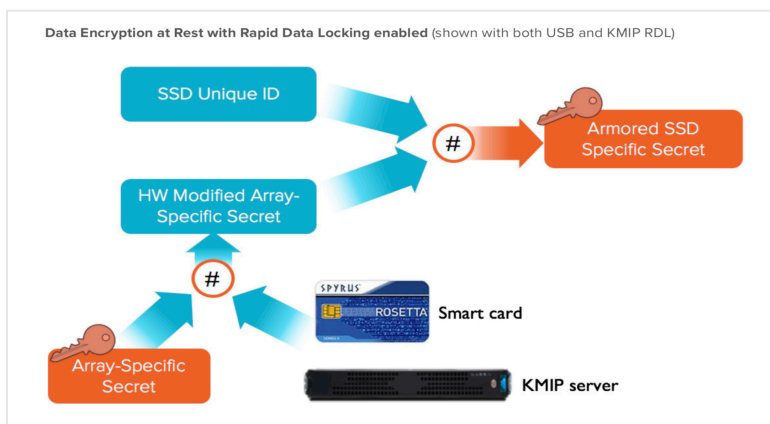 Data Encryption at Rest with Rapid Data Locking enabled (shown with both USB and KMIP RDL)
SSD Unique ID
#
Armored SSD
Specific Secret
HW Modified Array-
Specific Secret
#
SPYRUS
ROSETTA
Smart card
Array-Specific
Secret
KMIP server